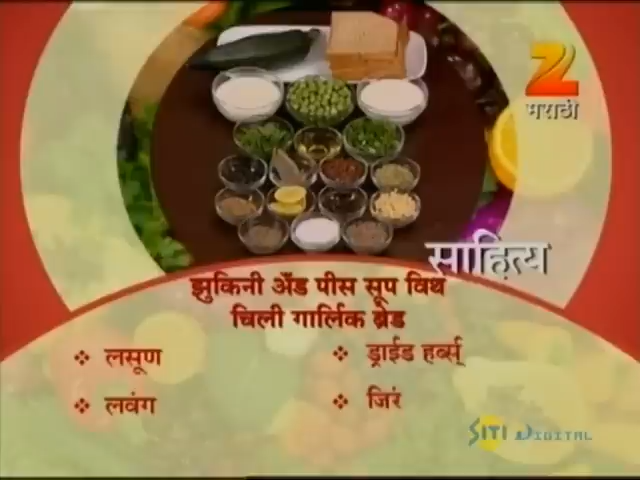 Z
मराठी
साहित्य
झुकिनी अँड पीस सूप विथ
चिली गार्लिक ब्रेड
❖ लसूण
❖ ड्राईड हर्ब्स्
❖ लवंग
❖ जिरं
SITI DIGITAL